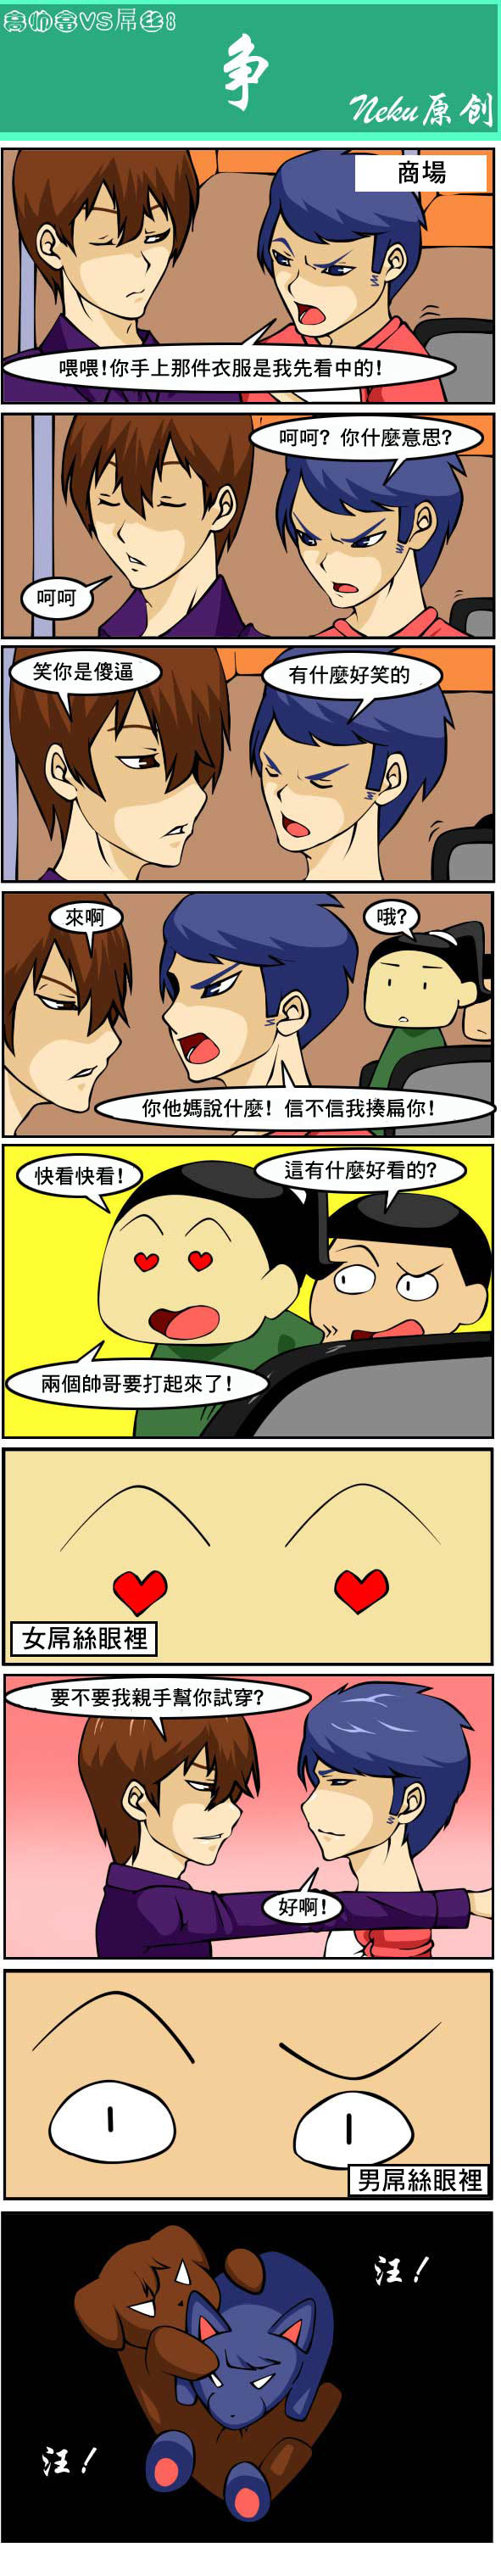 高帅富VS屌丝8
争
Neku原创
商場
喂喂!你手上那件衣服是我先看中的!
呵呵? 你什麼意思?
呵呵
笑你是傻逼
有什麼好笑的
來啊
哦?
你他媽說什麼! 信不信我揍扁你!
快看快看!
這有什麼好看的?
兩個帥哥要打起來了!
女屌絲眼裡
要不要我親手幫你試穿?
好啊!
男屌絲眼裡
汪!
汪!